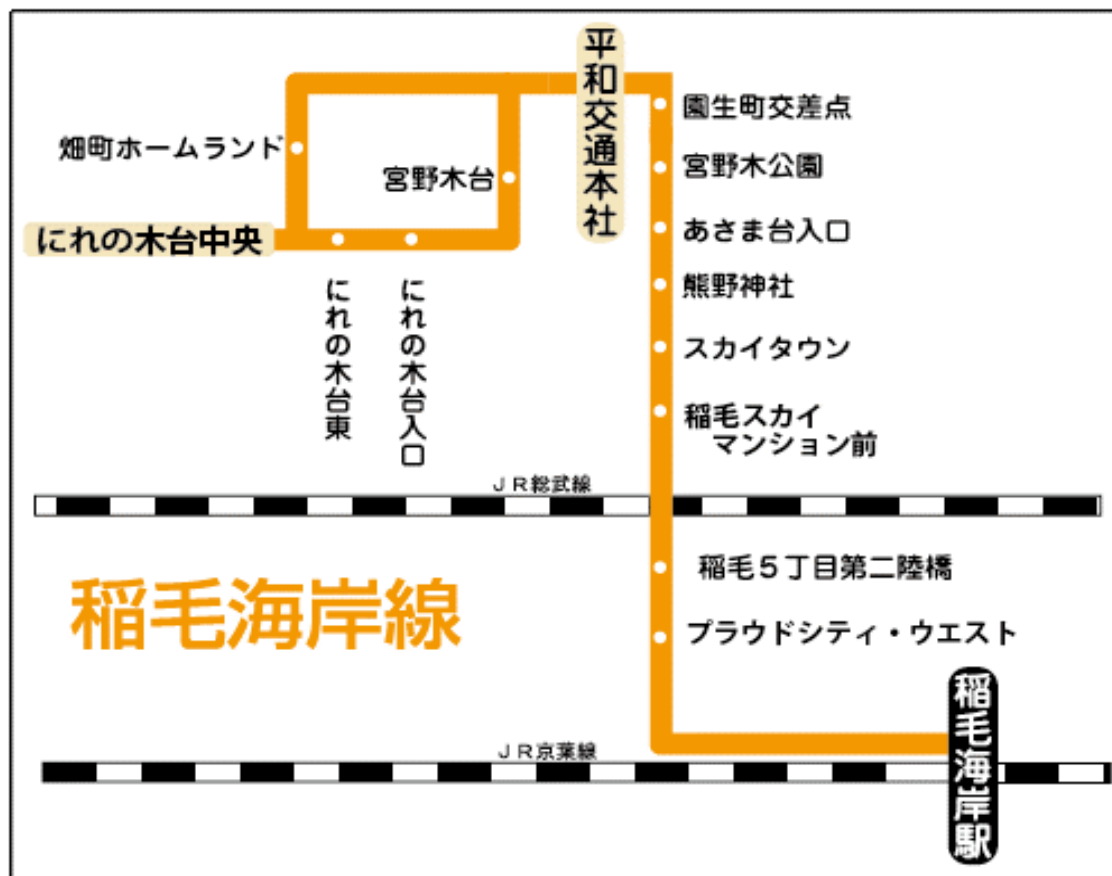 平和交通本社
園生町交差点
畑町ホームランド
宮野木公園
宮野木台
あさま台入口
にれの木台中央
熊野神社
にれの木台東
にれの木台入口
スカイタウン
稲毛スカイ
マンション前
JR総武線
稲毛5丁目第二陸橋
稲毛海岸線
プラウドシティ・ウエスト
稲毛海岸駅
JR京葉線